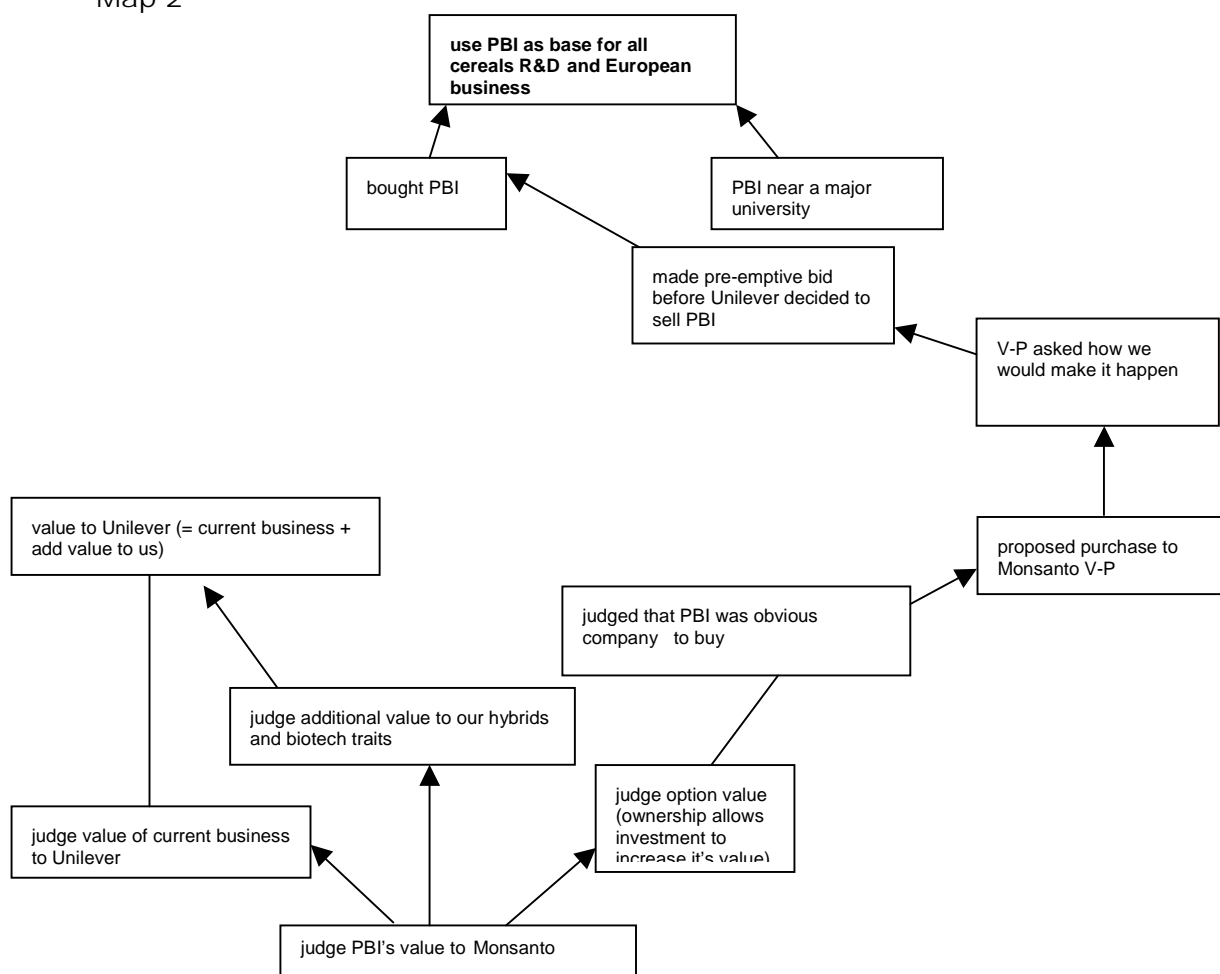 Map 2
use PBI as base for all
cereals R&D and European
business
bought PBI
PBI near a major
university
made pre-emptive bid
before Unilever decided to
sell PBI
V-P asked how we
would make it happen
value to Unilever (= current business +
add value to us)
proposed purchase to
Monsanto V-P
judged that PBI was obvious
company to buy
judge additional value to our hybrids
and biotech traits
judge option value
(ownership allows
investment to
increase it's value)
judge value of current business
to Unilever
judge PBI's value to Monsanto